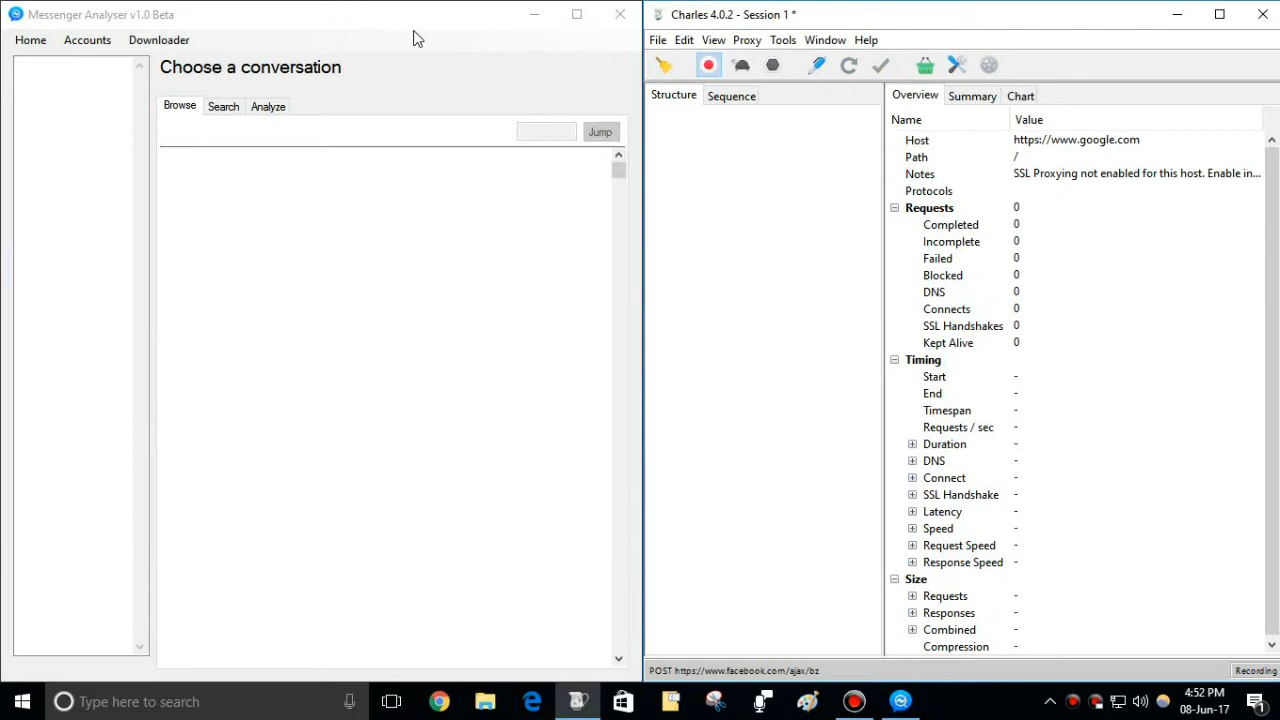 Messenger Analyser v1.0 Beta
Home Accounts Downloader
Choose a conversation
Browse Search Analyze
Jump
Charles 4.0.2 - Session 1 *
File Edit View Proxy Tools Window Help
Structure Sequence
Overview Summary Chart
Name Value
Host https://www.google.com
Path /
Notes SSL Proxying not enabled for this host. Enable in...
Protocols
Requests 0
Completed 0
Incomplete 0
Failed 0
Blocked 0
DNS 0
Connects 0
SSL Handshakes 0
Kept Alive 0
Timing
Start -
End -
Timespan -
Requests / sec -
Duration -
DNS -
Connect -
SSL Handshake -
Latency -
Speed -
Request Speed -
Response Speed -
Size
Requests -
Responses -
Combined -
Compression -
POST https://www.facebook.com/ajax/bz
Recording
Type here to search
4:52 PM
08-Jun-17
1